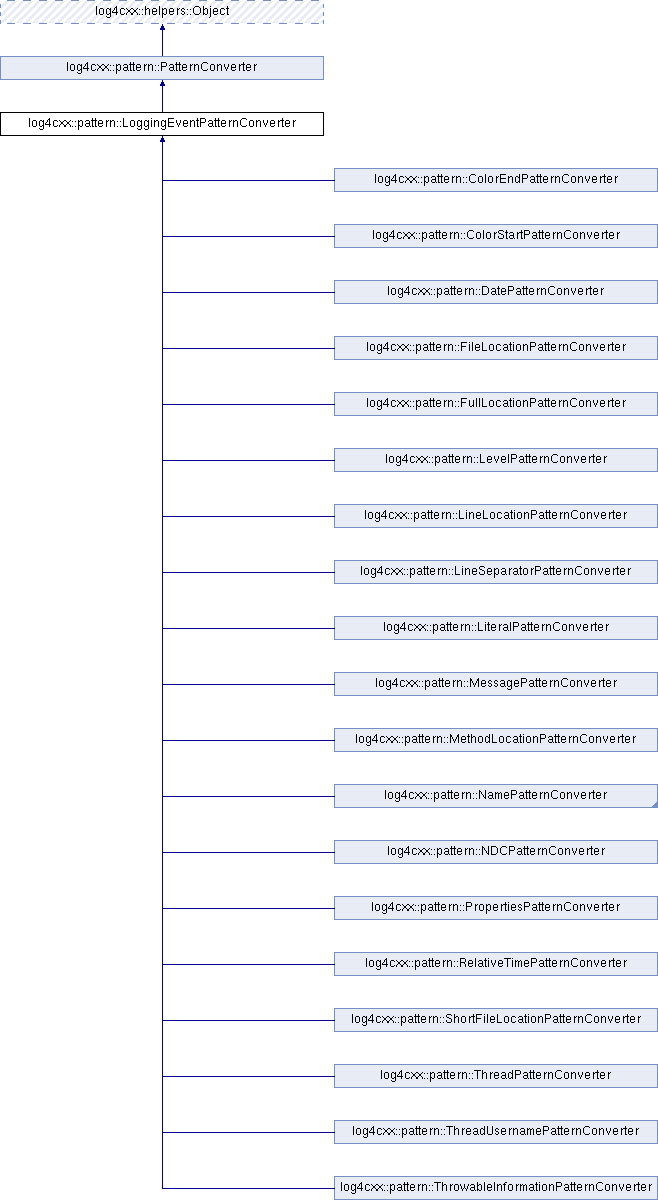 log4cxx::helpers::Object
log4cxx::pattern::PatternConverter
log4cxx::pattern::LoggingEventPatternConverter
log4cxx::pattern::ColorEndPatternConverter
log4cxx::pattern::ColorStartPatternConverter
log4cxx::pattern::DatePatternConverter
log4cxx::pattern::FileLocationPatternConverter
log4cxx::pattern::FullLocationPatternConverter
log4cxx::pattern::LevelPatternConverter
log4cxx::pattern::LineLocationPatternConverter
log4cxx::pattern::LineSeparatorPatternConverter
log4cxx::pattern::LiteralPatternConverter
log4cxx::pattern::MessagePatternConverter
log4cxx::pattern::MethodLocationPatternConverter
log4cxx::pattern::NamePatternConverter
log4cxx::pattern::NDCPatternConverter
log4cxx::pattern::PropertiesPatternConverter
log4cxx::pattern::RelativeTimePatternConverter
log4cxx::pattern::ShortFileLocationPatternConverter
log4cxx::pattern::ThreadPatternConverter
log4cxx::pattern::ThreadUsernamePatternConverter
log4cxx::pattern::ThrowableInformationPatternConverter